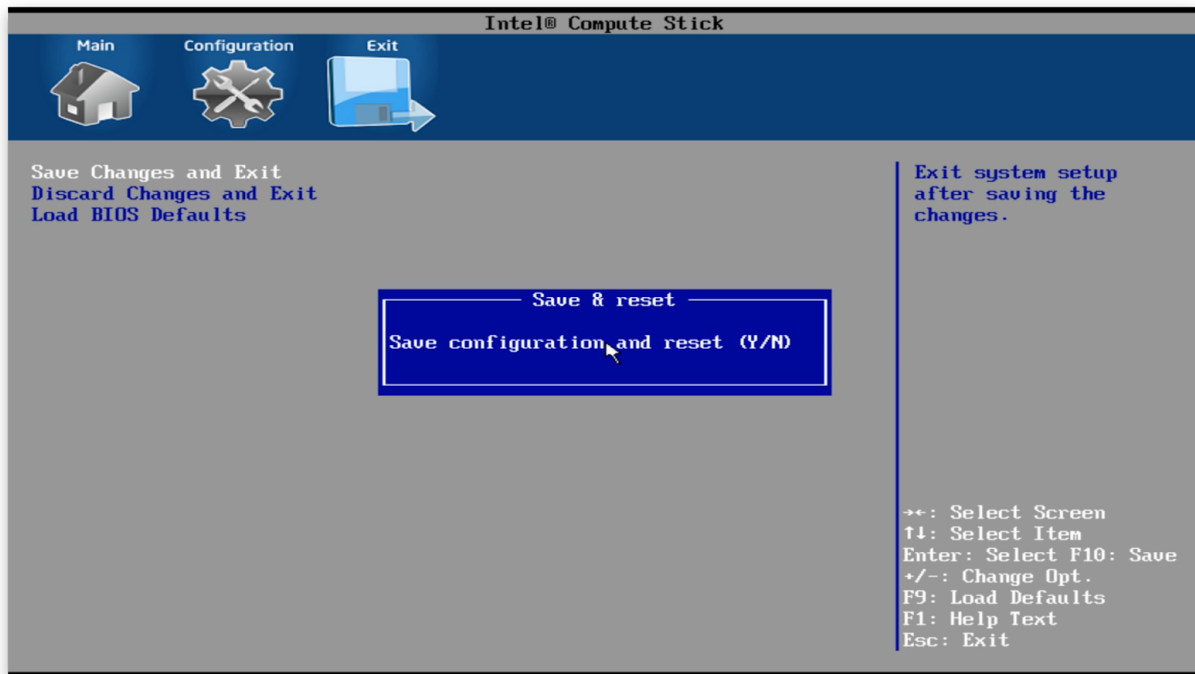 Intel® Compute Stick
Main Configuration Exit
Save Changes and Exit
Discard Changes and Exit
Load BIOS Defaults
Exit system setup
after saving the
changes.
Save & reset
Save configuration and reset (Y/N)
→←: Select Screen
↑↓: Select Item
Enter: Select F10: Save
+/-: Change Opt.
F9: Load Defaults
F1: Help Text
Esc: Exit